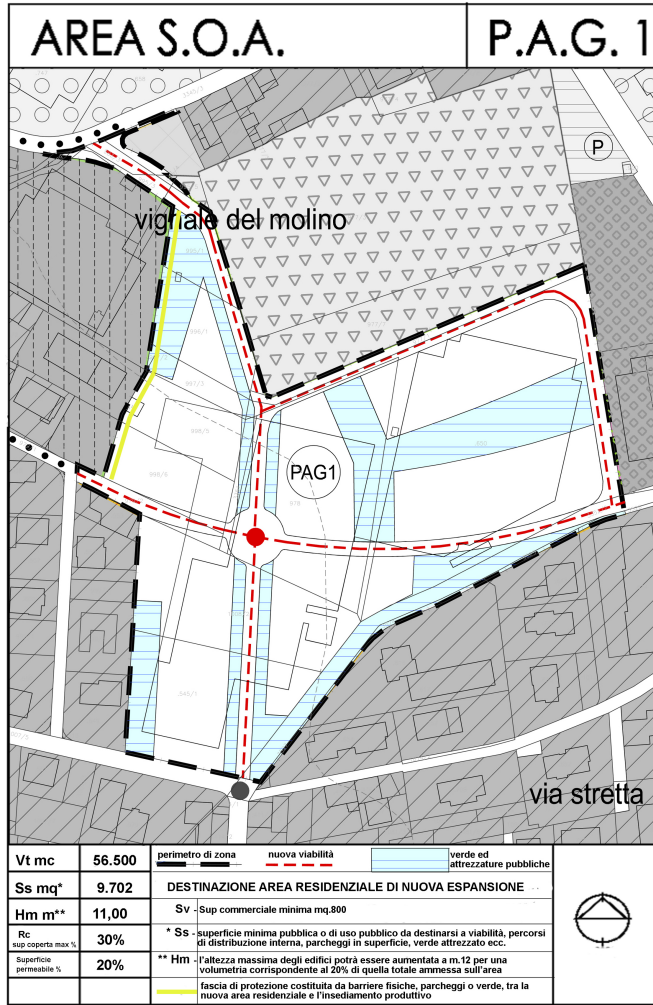 AREA S.O.A.
P.A.G. 1
P
vignale del molino
PAG1
via stretta
Vt mc 56.500
Ss mq* 9.702
Hm m** 11,00
Rc
sup coperta max % 30%
Superficie
permeabile % 20%
perimetro di zona
nuova viabilità
verde ed
attrezzature pubbliche
DESTINAZIONE AREA RESIDENZIALE DI NUOVA ESPANSIONE
Sv - Sup commerciale minima mq.800
* Ss - superficie minima pubblica o di uso pubblico da destinarsi a viabilità, percorsi
di distribuzione interna, parcheggi in superficie, verde attrezzato ecc.
** Hm - l'altezza massima degli edifici potrà essere aumentata a m.12 per una
volumetria corrispondente al 20% di quella totale ammessa sull'area
fascia di protezione costituita da barriere fisiche, parcheggi o verde, tra la
nuova area residenziale e l'insediamento produttivo